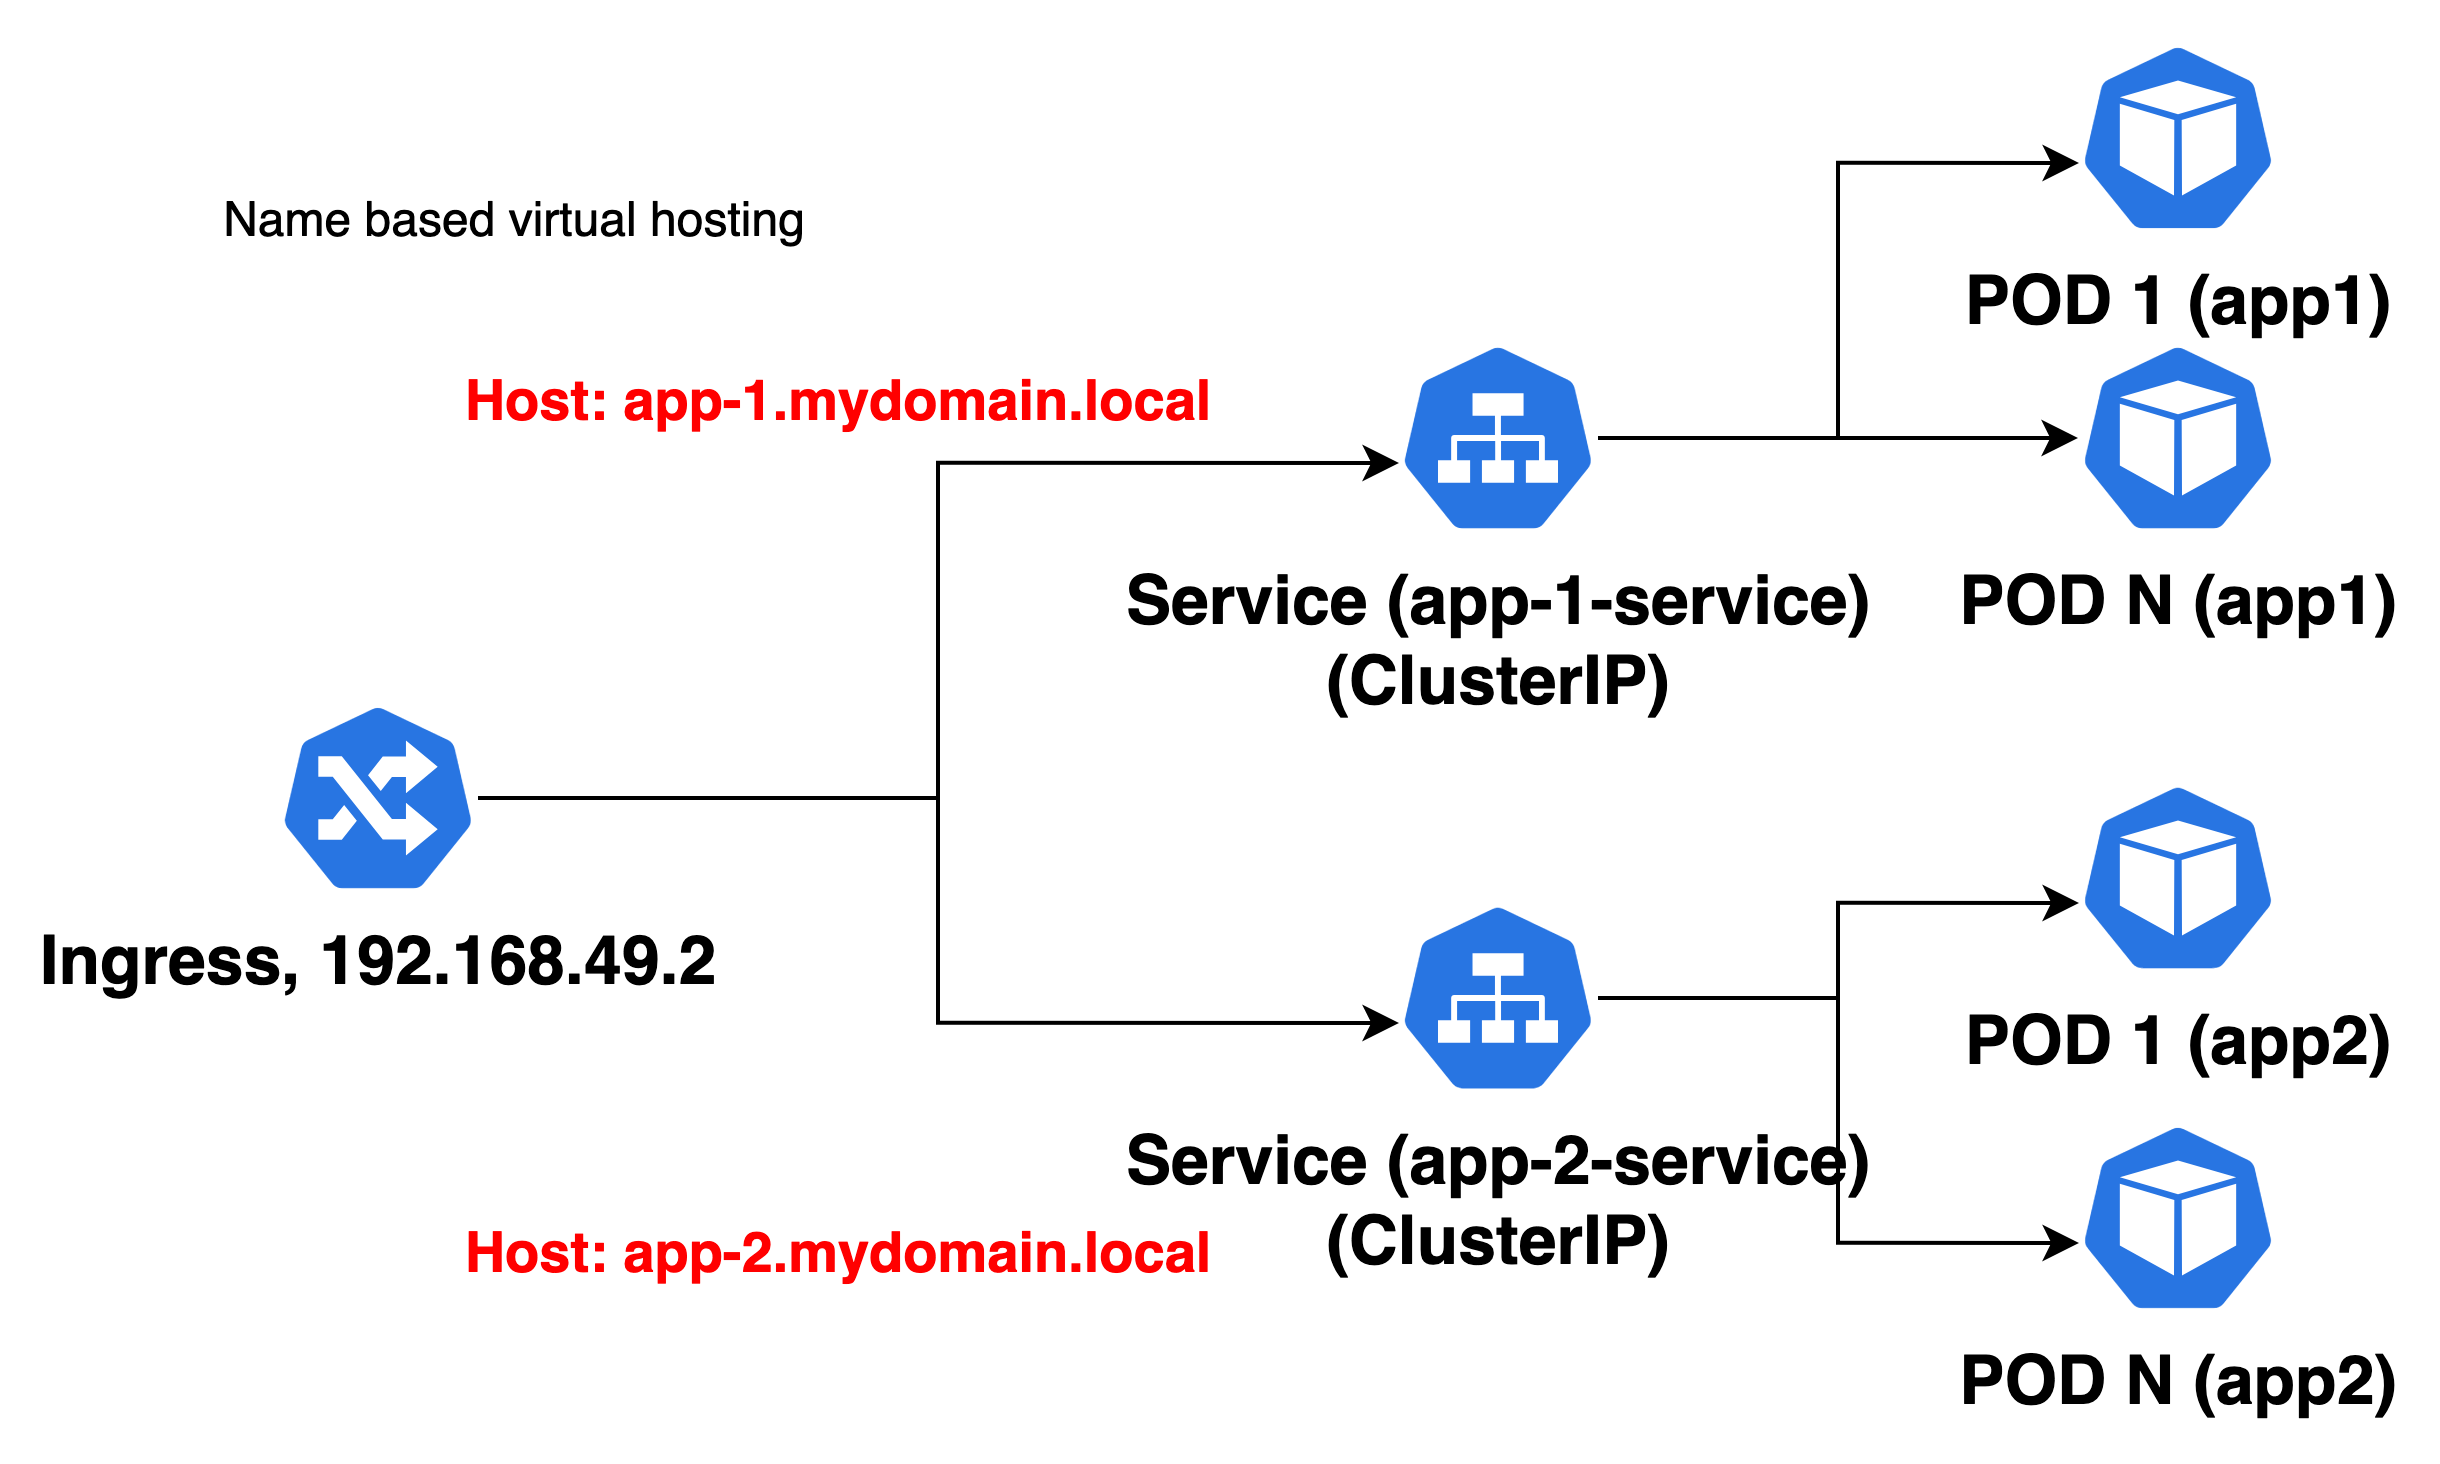 Name based virtual hosting
POD 1 (app1)
Host: app-1.mydomain.local
Service (app-1-service)
(ClusterIP)
POD N (app1)
Ingress, 192.168.49.2
POD 1 (app2)
Service (app-2-service)
(ClusterIP)
Host: app-2.mydomain.local
POD N (app2)